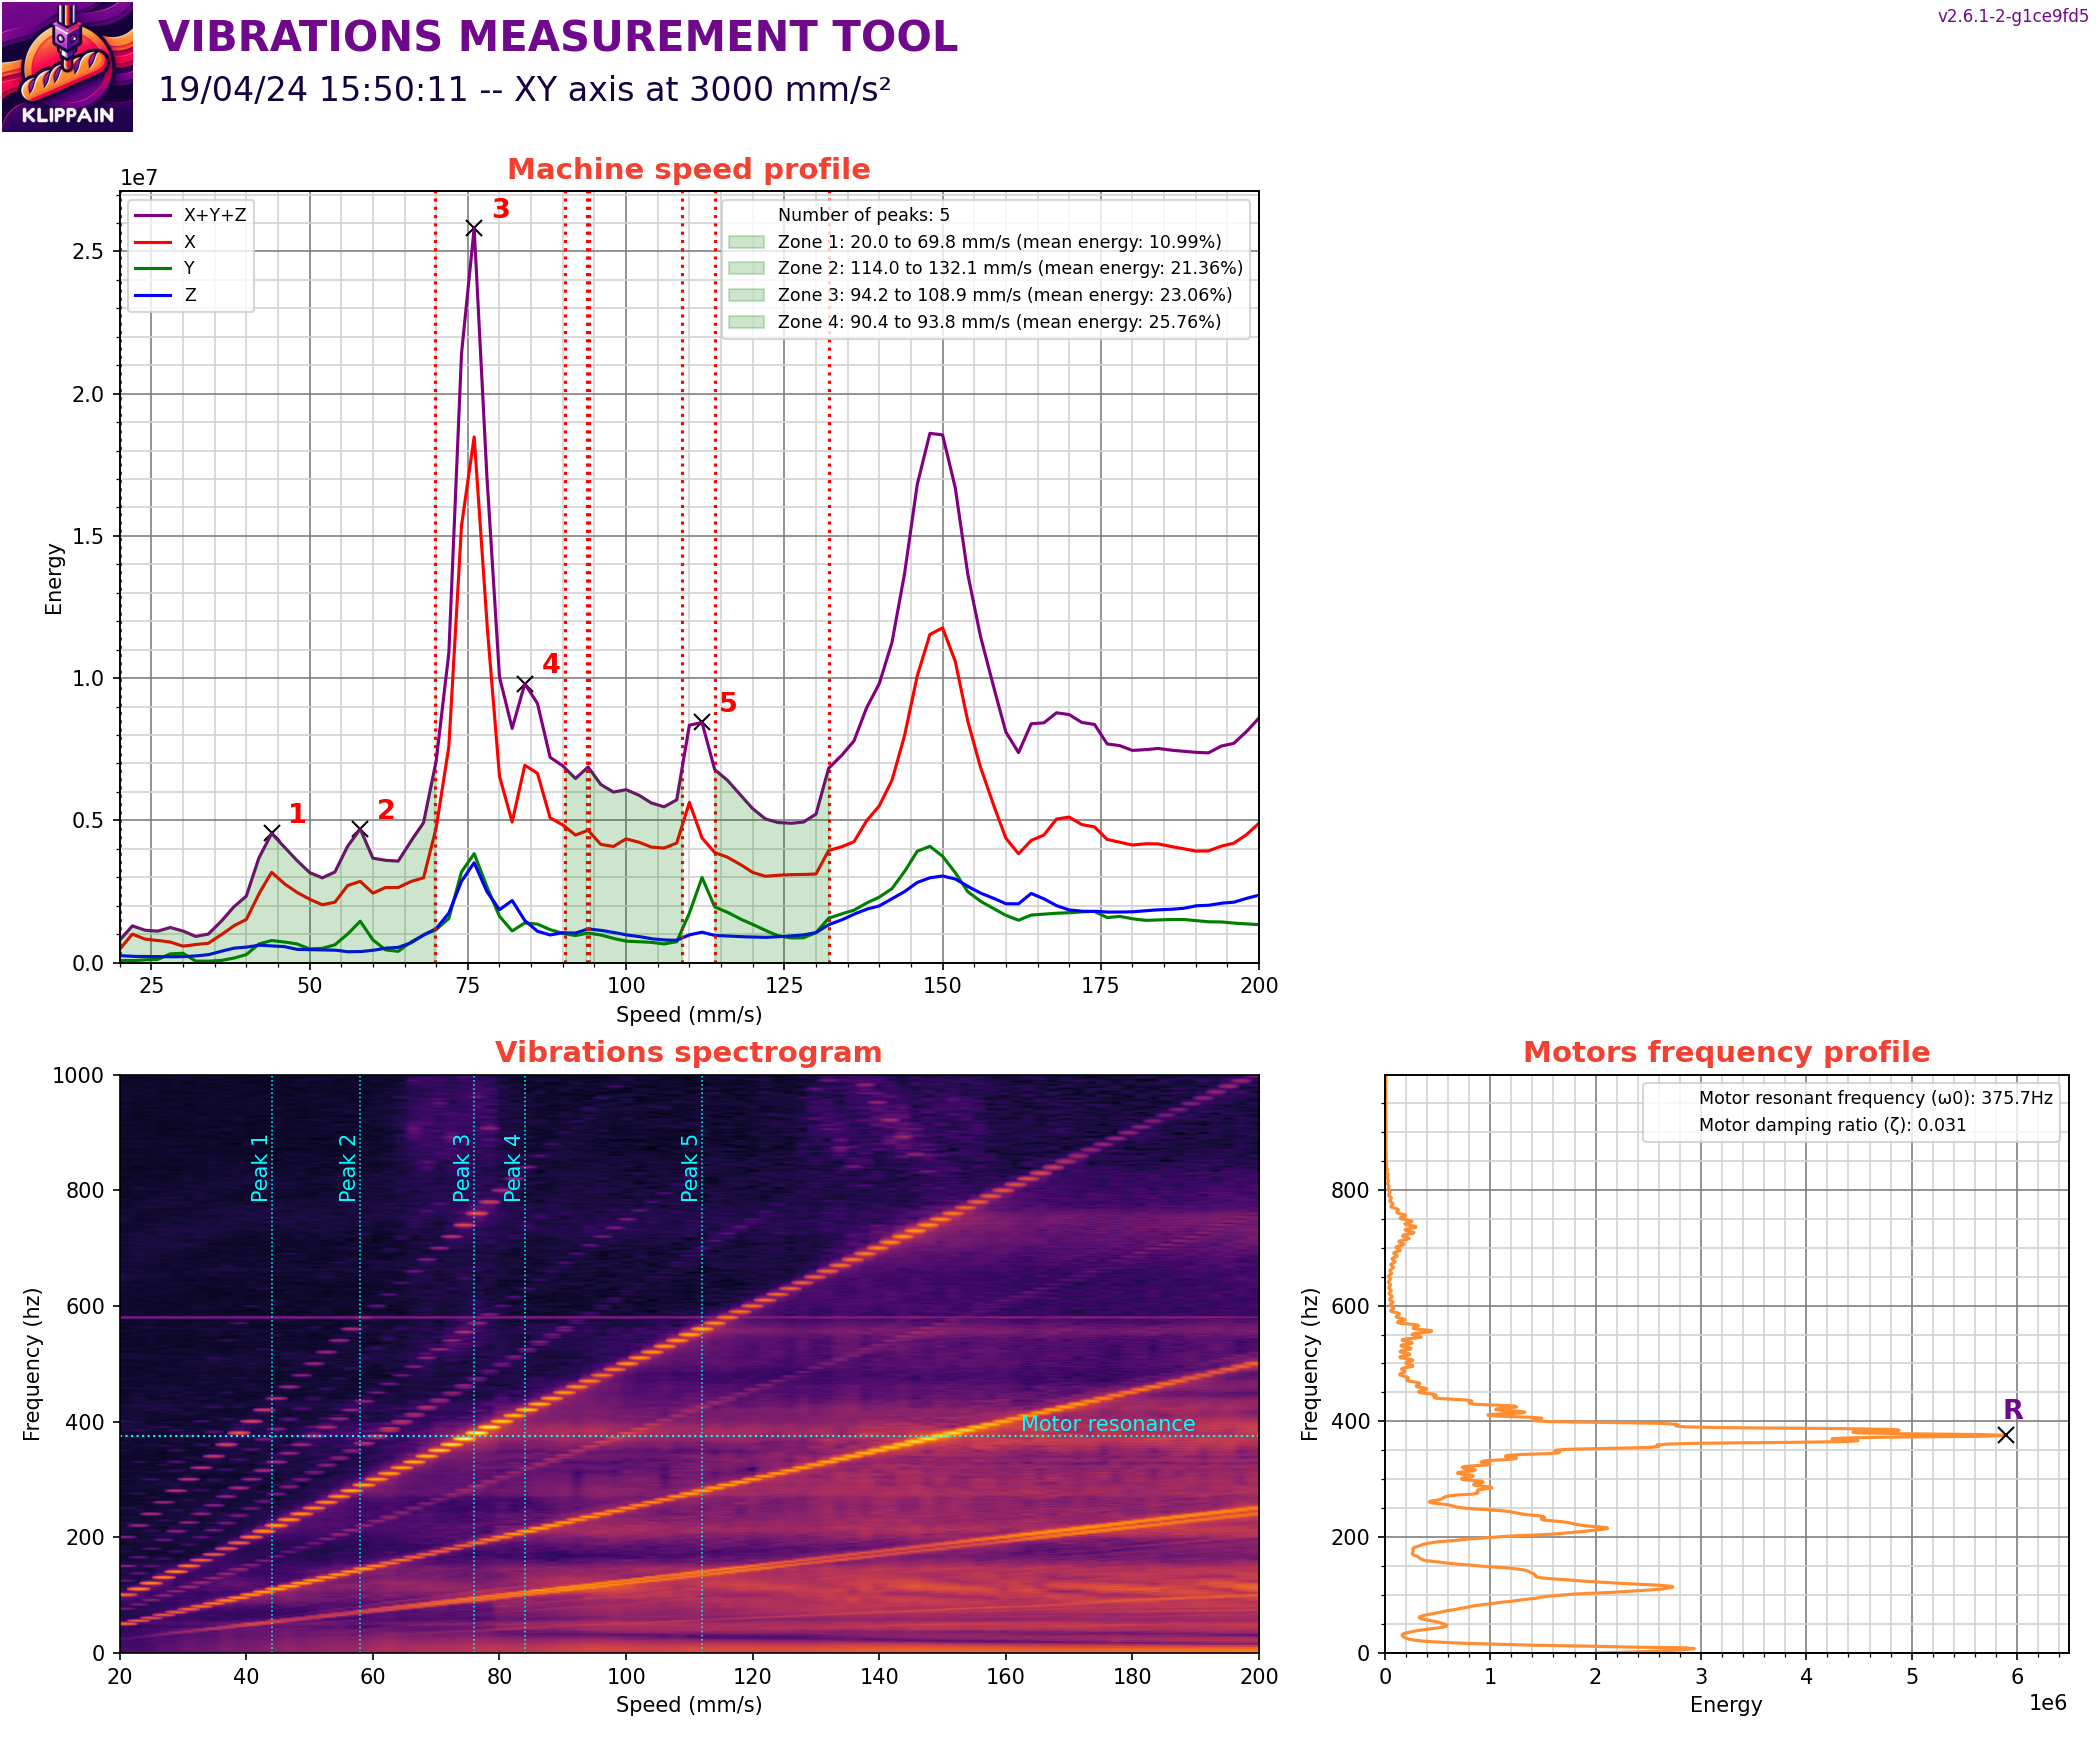 KLIPPAIN
VIBRATIONS MEASUREMENT TOOL
v2.6.1-2-g1ce9fd5
19/04/24 15:50:11 -- XY axis at 3000 mm/s²
Machine speed profile
1e7
X+Y+Z
X
Y
Z
Number of peaks: 5
Zone 1: 20.0 to 69.8 mm/s (mean energy: 10.99%)
Zone 2: 114.0 to 132.1 mm/s (mean energy: 21.36%)
Zone 3: 94.2 to 108.9 mm/s (mean energy: 23.06%)
Zone 4: 90.4 to 93.8 mm/s (mean energy: 25.76%)
3
4
5
1
2
2.5
2.0
1.5
1.0
0.5
0.0
Energy
25 50 75 100 125 150 175 200
Speed (mm/s)
Vibrations spectrogram
1000
800
600
400
200
0
Frequency (hz)
Peak 1
Peak 2
Peak 3
Peak 4
Peak 5
Motor resonance
20 40 60 80 100 120 140 160 180 200
Speed (mm/s)
Motors frequency profile
Motor resonant frequency (ω0): 375.7Hz
Motor damping ratio (ζ): 0.031
R
800
600
400
200
0
Frequency (hz)
0 1 2 3 4 5 6
1e6
Energy